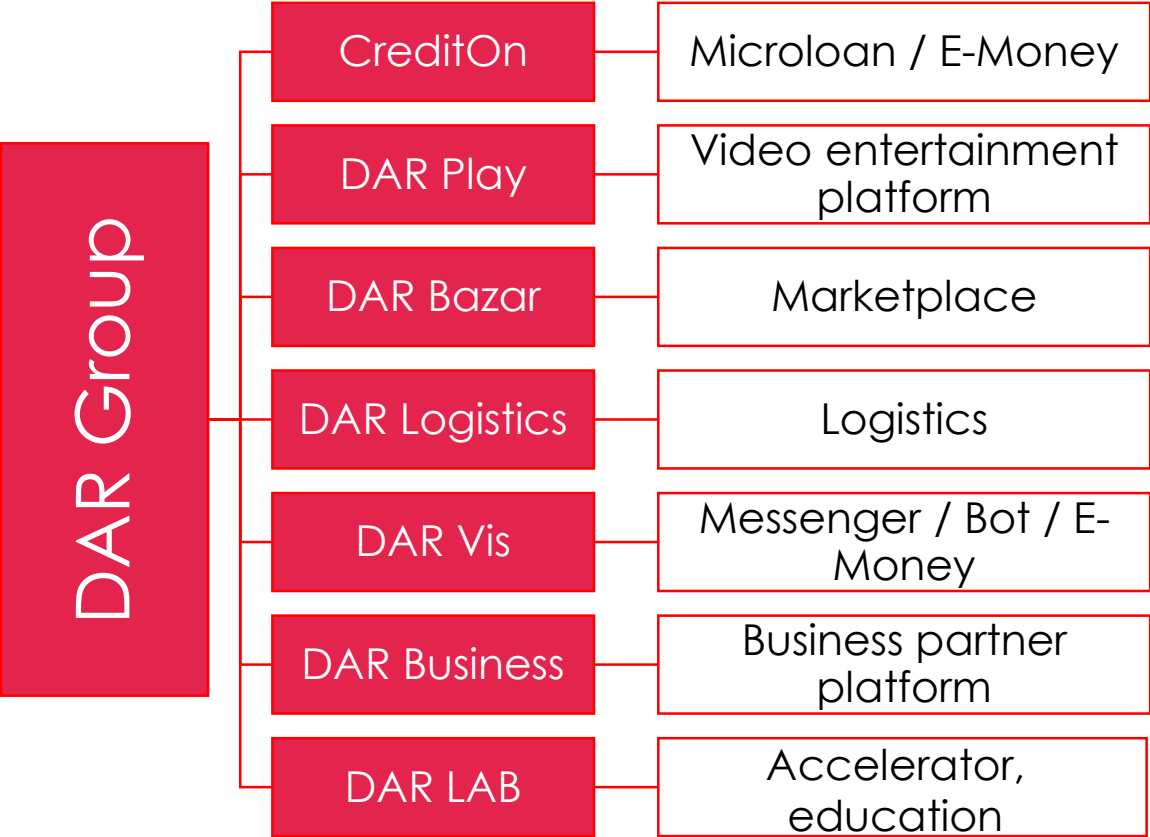 DAR Group
CreditOn
Microloan / E-Money
DAR Play
Video entertainment
platform
DAR Bazar
Marketplace
DAR Logistics
Logistics
DAR Vis
Messenger / Bot / E-
Money
DAR Business
Business partner
platform
DAR LAB
Accelerator,
education